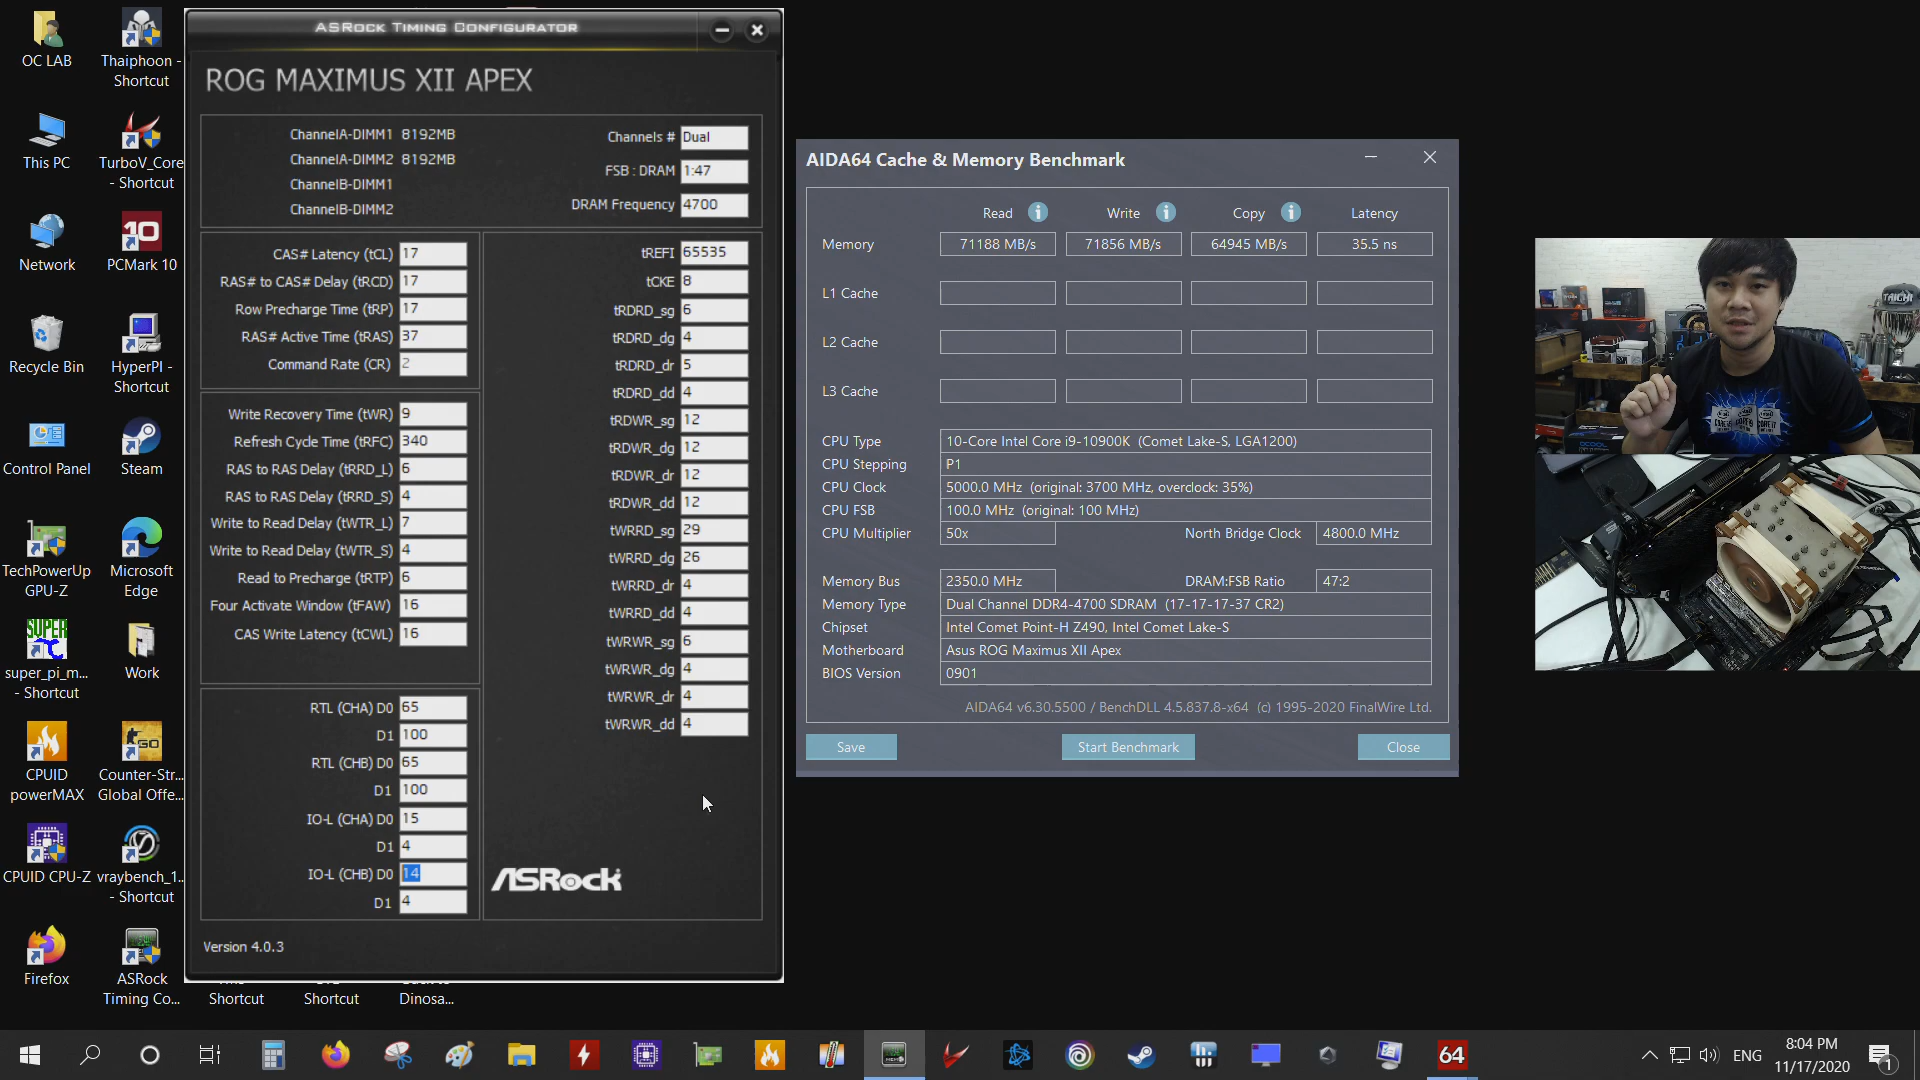 OC LAB
Thaiphoon -
Shortcut
This PC
TurboV_Core
- Shortcut
Network
PCMark 10
Recycle Bin
HyperPI -
Shortcut
Control Panel
Steam
TechPowerUp
GPU-Z
Microsoft
Edge
super_pi_m...
- Shortcut
Work
CPUID
powerMAX
Counter-Str...
Global Offe...
CPUID CPU-Z
vraybench_1...
- Shortcut
Firefox
ASRock
Timing Co...
Shortcut
Shortcut
Dinosa...
ASRock Timing Configurator
ROG MAXIMUS XII APEX
ChannelA-DIMM1 8192MB
ChannelA-DIMM2 8192MB
ChannelB-DIMM1
ChannelB-DIMM2
Channels # Dual
FSB : DRAM 1:47
DRAM Frequency 4700
CAS# Latency (tCL) 17
RAS# to CAS# Delay (tRCD) 17
Row Precharge Time (tRP) 17
RAS# Active Time (tRAS) 37
Command Rate (CR) 2
Write Recovery Time (tWR) 9
Refresh Cycle Time (tRFC) 340
RAS to RAS Delay (tRRD_L) 6
RAS to RAS Delay (tRRD_S) 4
Write to Read Delay (tWTR_L) 7
Write to Read Delay (tWTR_S) 4
Read to Precharge (tRTP) 6
Four Activate Window (tFAW) 16
CAS Write Latency (tCWL) 16
RTL (CHA) D0 65
D1 100
RTL (CHB) D0 65
D1 100
IO-L (CHA) D0 15
D1 4
IO-L (CHB) D0 14
D1 4
tREFI 65535
tCKE 8
tRDRD_sg 6
tRDRD_dg 4
tRDRD_dr 5
tRDRD_dd 4
tRDWR_sg 12
tRDWR_dg 12
tRDWR_dr 12
tRDWR_dd 12
tWRRD_sg 29
tWRRD_dg 26
tWRRD_dr 4
tWRRD_dd 4
tWRWR_sg 6
tWRWR_dg 4
tWRWR_dr 4
tWRWR_dd 4
ASRock
Version 4.0.3
AIDA64 Cache & Memory Benchmark
Read Write Copy Latency
Memory 71188 MB/s 71856 MB/s 64945 MB/s 35.5 ns
L1 Cache
L2 Cache
L3 Cache
CPU Type 10-Core Intel Core i9-10900K (Comet Lake-S, LGA1200)
CPU Stepping P1
CPU Clock 5000.0 MHz (original: 3700 MHz, overclock: 35%)
CPU FSB 100.0 MHz (original: 100 MHz)
CPU Multiplier 50x North Bridge Clock 4800.0 MHz
Memory Bus 2350.0 MHz DRAM:FSB Ratio 47:2
Memory Type Dual Channel DDR4-4700 SDRAM (17-17-17-37 CR2)
Chipset Intel Comet Point-H Z490, Intel Comet Lake-S
Motherboard Asus ROG Maximus XII Apex
BIOS Version 0901
AIDA64 v6.30.5500 / BenchDLL 4.5.837.8-x64 (c) 1995-2020 FinalWire Ltd.
Save Start Benchmark Close
TAICHI
64
ENG
8:04 PM
11/17/2020
1